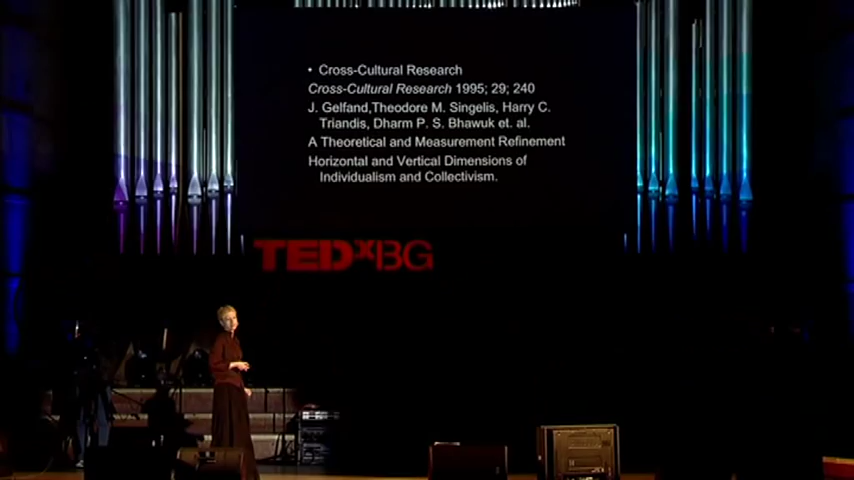 • Cross-Cultural Research
Cross-Cultural Research 1995; 29; 240
J. Gelfand,Theodore M. Singelis, Harry C.
Triandis, Dharm P. S. Bhawuk et. al.
A Theoretical and Measurement Refinement
Horizontal and Vertical Dimensions of
Individualism and Collectivism.
TEDxBG